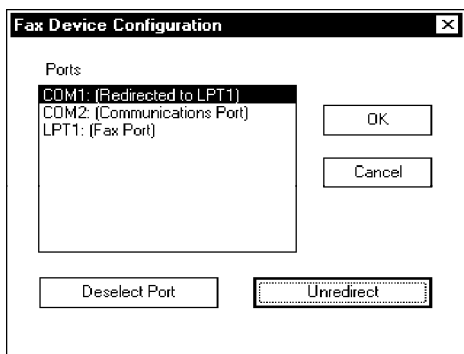 Fax Device Configuration
Ports
COM1: (Redirected to LPT1)
COM2: (Communications Port)
LPT1: (Fax Port)
OK
Cancel
Deselect Port
Unredirect